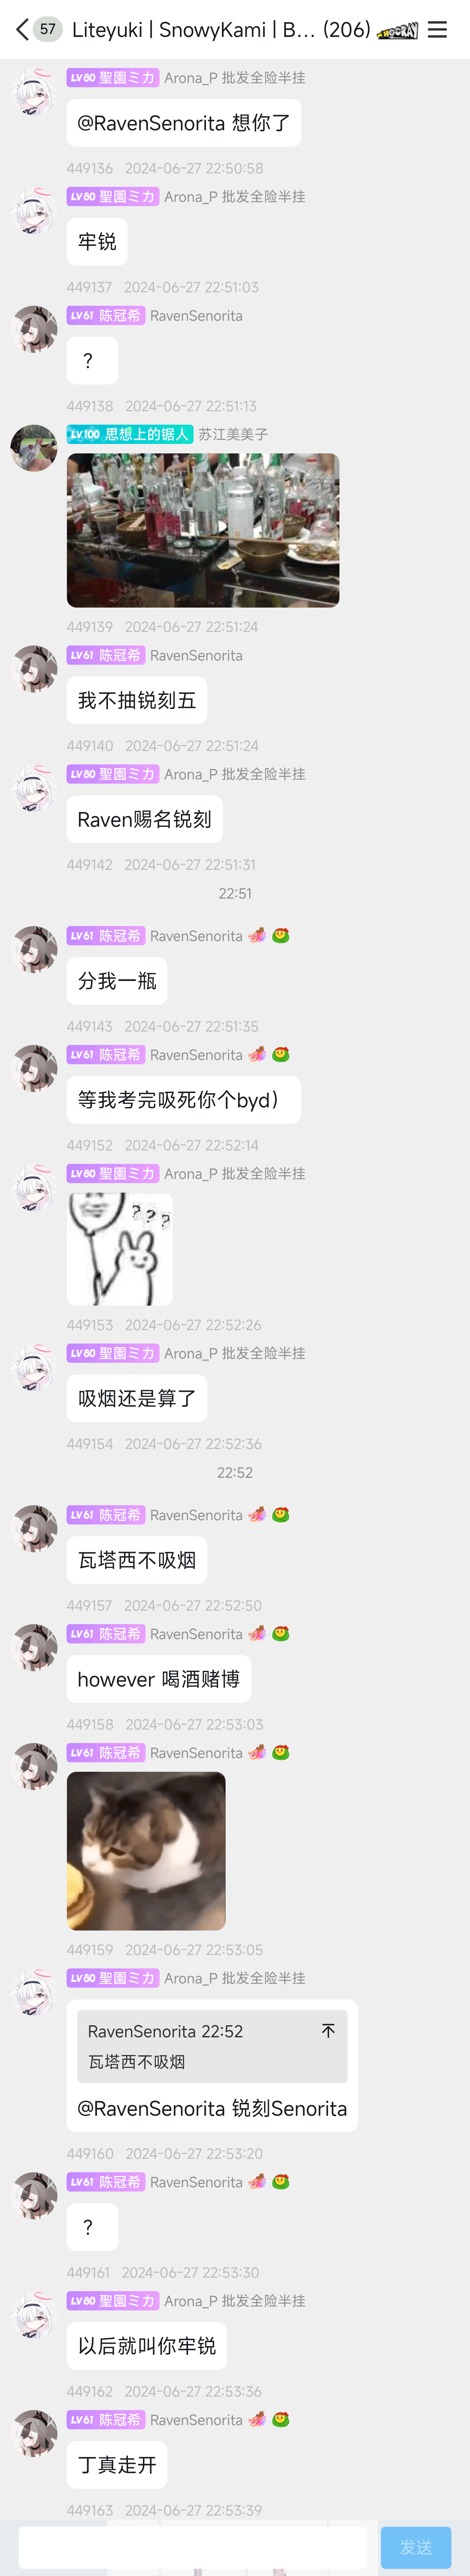 57 Liteyuki | SnowyKami | B... (206) HOORAY
LV80 聖園ミカ Arona_P 批发全险半挂
@RavenSenorita 想你了
449136 2024-06-27 22:50:58
LV80 聖園ミカ Arona_P 批发全险半挂
牢锐
449137 2024-06-27 22:51:03
LV61 陈冠希 RavenSenorita
？
449138 2024-06-27 22:51:13
LV100 思想上的锯人 苏江美美子
449139 2024-06-27 22:51:24
LV61 陈冠希 RavenSenorita
我不抽锐刻五
449140 2024-06-27 22:51:24
LV80 聖園ミカ Arona_P 批发全险半挂
Raven赐名锐刻
449142 2024-06-27 22:51:31
22:51
LV61 陈冠希 RavenSenorita
分我一瓶
449143 2024-06-27 22:51:35
LV61 陈冠希 RavenSenorita
等我考完吸死你个byd）
449152 2024-06-27 22:52:14
LV80 聖園ミカ Arona_P 批发全险半挂
???
449153 2024-06-27 22:52:26
LV80 聖園ミカ Arona_P 批发全险半挂
吸烟还是算了
449154 2024-06-27 22:52:36
22:52
LV61 陈冠希 RavenSenorita
瓦塔西不吸烟
449157 2024-06-27 22:52:50
LV61 陈冠希 RavenSenorita
however 喝酒赌博
449158 2024-06-27 22:53:03
LV61 陈冠希 RavenSenorita
449159 2024-06-27 22:53:05
LV80 聖園ミカ Arona_P 批发全险半挂
RavenSenorita 22:52
瓦塔西不吸烟
@RavenSenorita 锐刻Senorita
449160 2024-06-27 22:53:20
LV61 陈冠希 RavenSenorita
？
449161 2024-06-27 22:53:30
LV80 聖園ミカ Arona_P 批发全险半挂
以后就叫你牢锐
449162 2024-06-27 22:53:36
LV61 陈冠希 RavenSenorita
丁真走开
449163 2024-06-27 22:53:39
发送